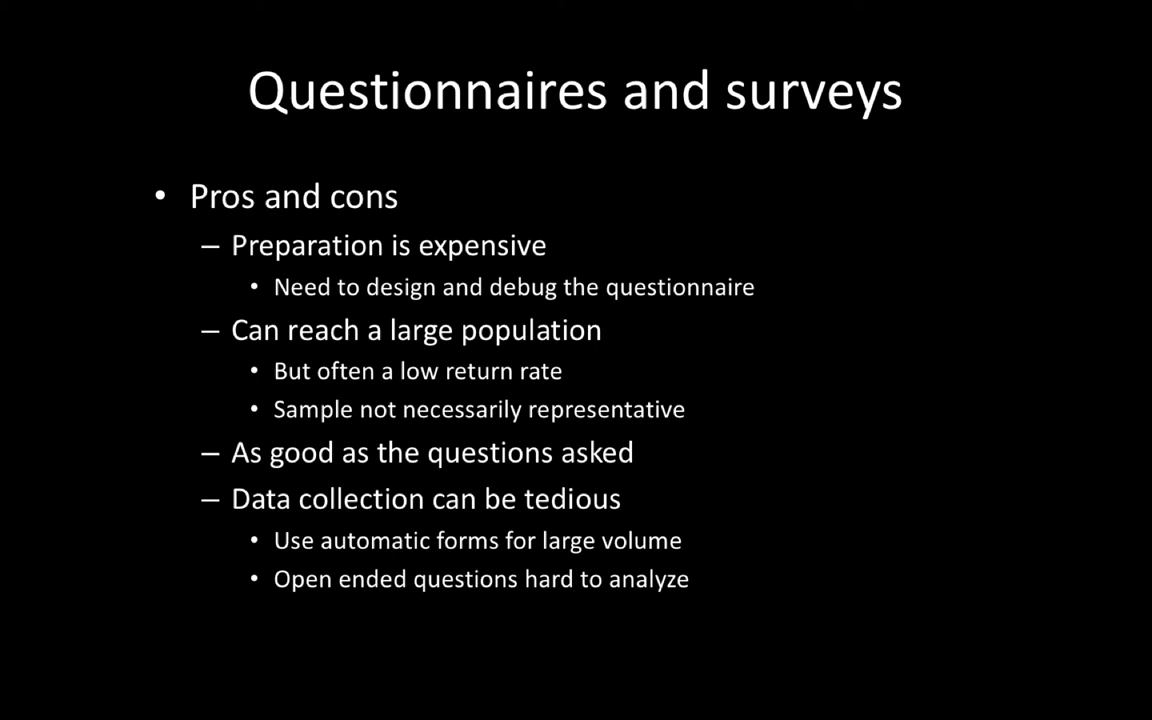 Questionnaires and surveys
• Pros and cons
– Preparation is expensive
• Need to design and debug the questionnaire
– Can reach a large population
• But often a low return rate
• Sample not necessarily representative
– As good as the questions asked
– Data collection can be tedious
• Use automatic forms for large volume
• Open ended questions hard to analyze